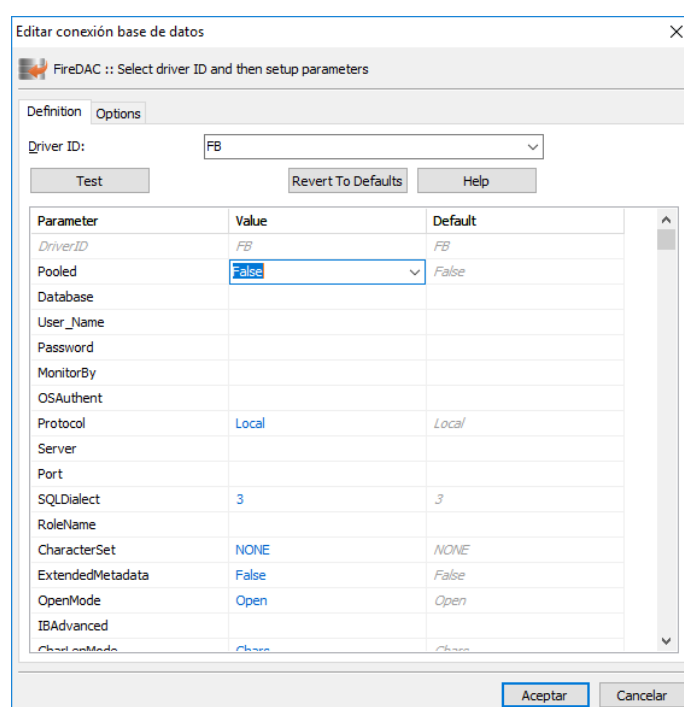 Editar conexión base de datos
FireDAC :: Select driver ID and then setup parameters
Definition Options
Driver ID: FB
Test Revert To Defaults Help
Parameter Value Default
DriverID FB FB
Pooled False False
Database
User_Name
Password
MonitorBy
OSAuthent
Protocol Local Local
Server
Port
SQLDialect 3 3
RoleName
CharacterSet NONE NONE
ExtendedMetadata False False
OpenMode Open Open
IBAdvanced
CharLenMode Chars Chars
Aceptar Cancelar